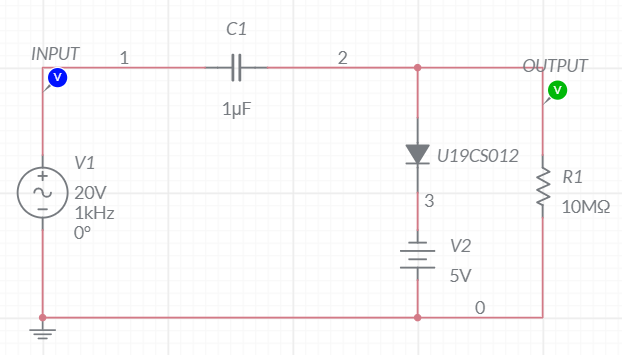 C1
INPUT
1
2
OUTPUT
V
V
1μF
V1
20V
1kHz
0°
U19CS012
R1
10MΩ
3
V2
5V
0